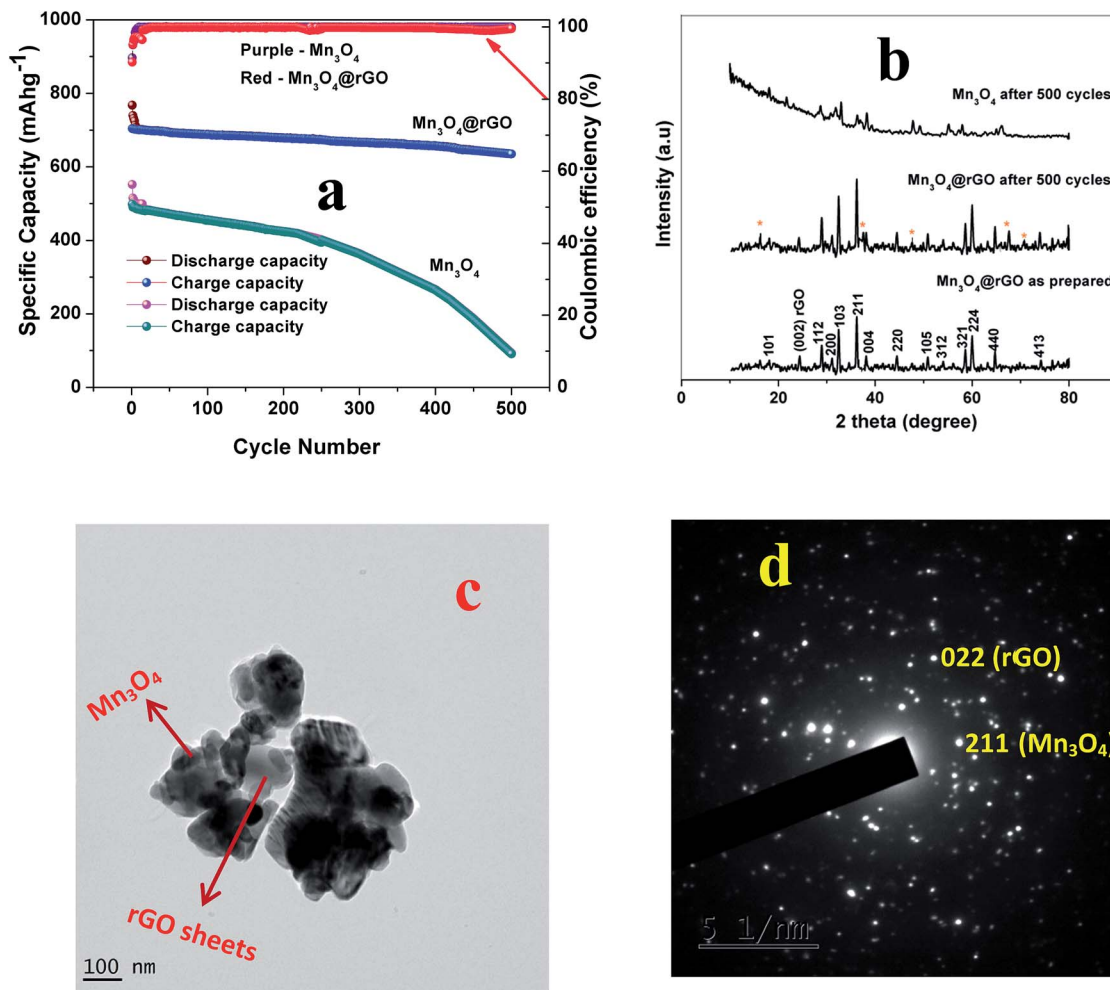 a
Purple - Mn₃O₄
Red - Mn₃O₄@rGO
Mn₃O₄@rGO
Mn₃O₄
Discharge capacity
Charge capacity
Discharge capacity
Charge capacity
Specific Capacity (mAhg⁻¹)
1000
800
600
400
200
0
Coulombic efficiency (%)
100
80
60
40
20
0
0 100 200 300 400 500
Cycle Number
b
Mn₃O₄ after 500 cycles
Mn₃O₄@rGO after 500 cycles
* * * * *
Mn₃O₄@rGO as prepared
101
(002) rGO
112
200
103
211
004
220
105
312
321
224
440
413
Intensity (a.u)
0 20 40 60 80
2 theta (degree)
c
Mn₃O₄
rGO sheets
100 nm
d
022 (rGO)
211 (Mn₃O₄)
5 1/nm